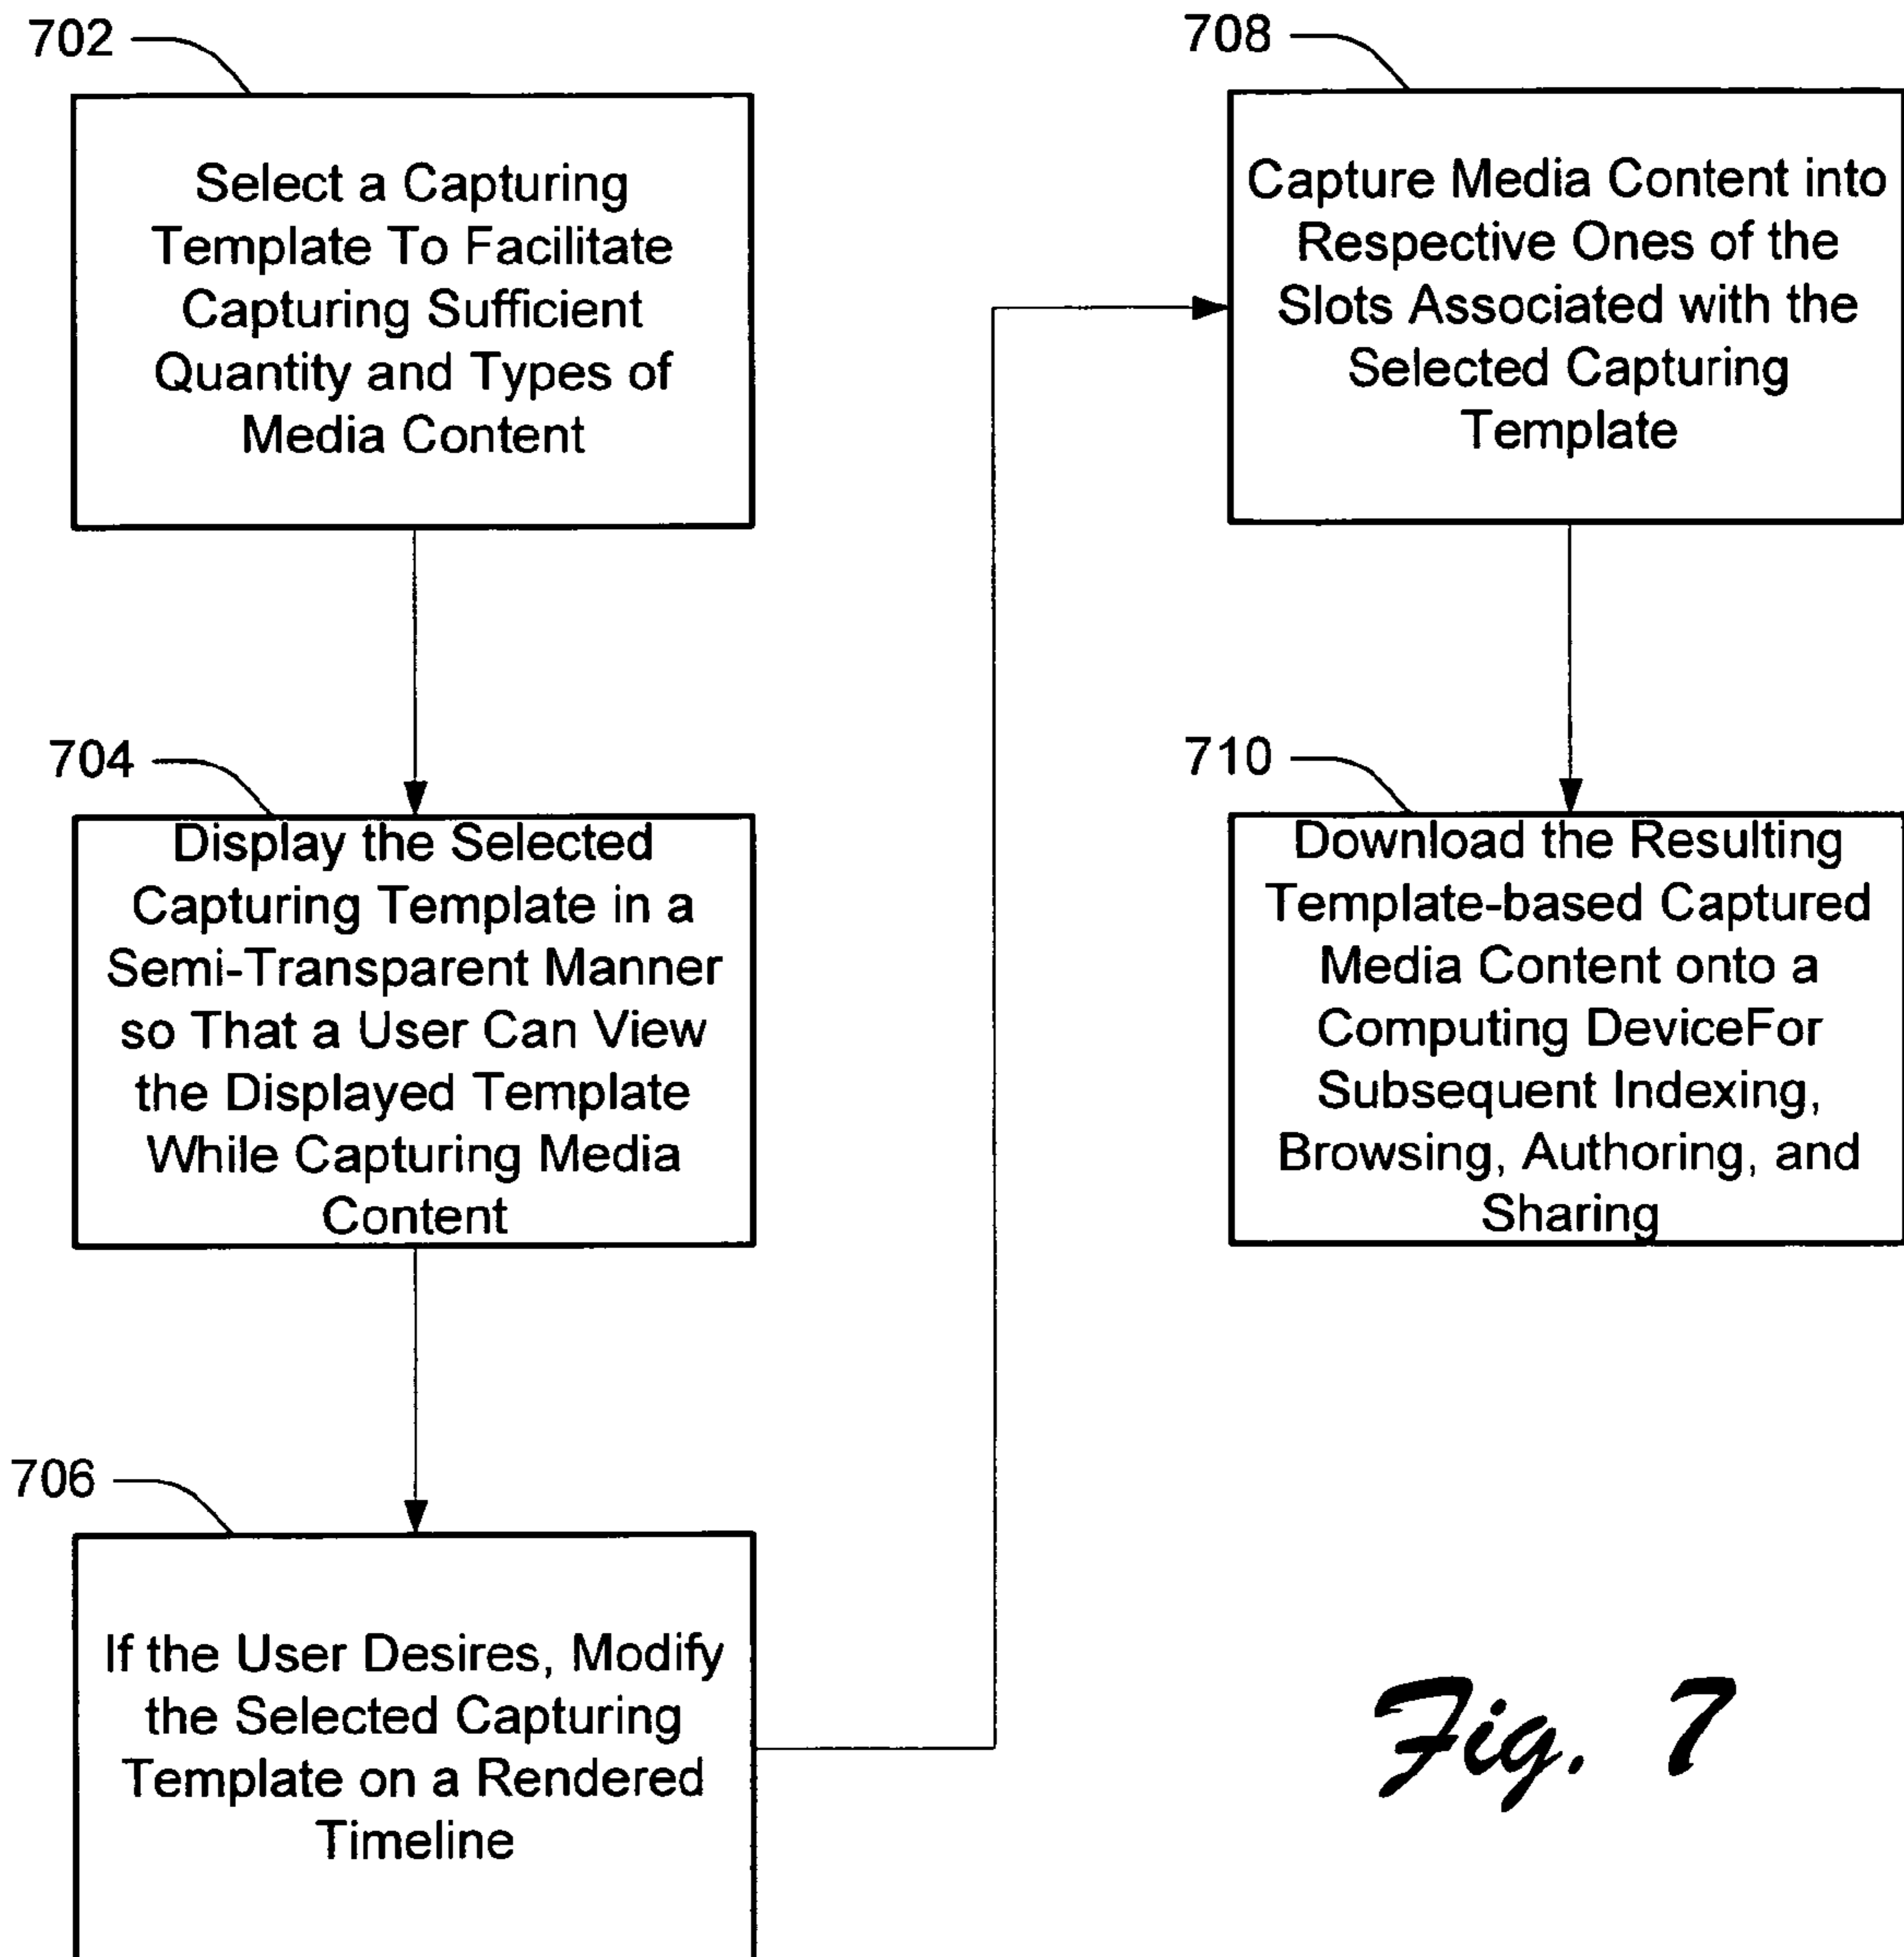 702
Select a Capturing
Template To Facilitate
Capturing Sufficient
Quantity and Types of
Media Content
704
Display the Selected
Capturing Template in a
Semi-Transparent Manner
so That a User Can View
the Displayed Template
While Capturing Media
Content
706
If the User Desires, Modify
the Selected Capturing
Template on a Rendered
Timeline
708
Capture Media Content into
Respective Ones of the
Slots Associated with the
Selected Capturing
Template
710
Download the Resulting
Template-based Captured
Media Content onto a
Computing DeviceFor
Subsequent Indexing,
Browsing, Authoring, and
Sharing
Fig. 7